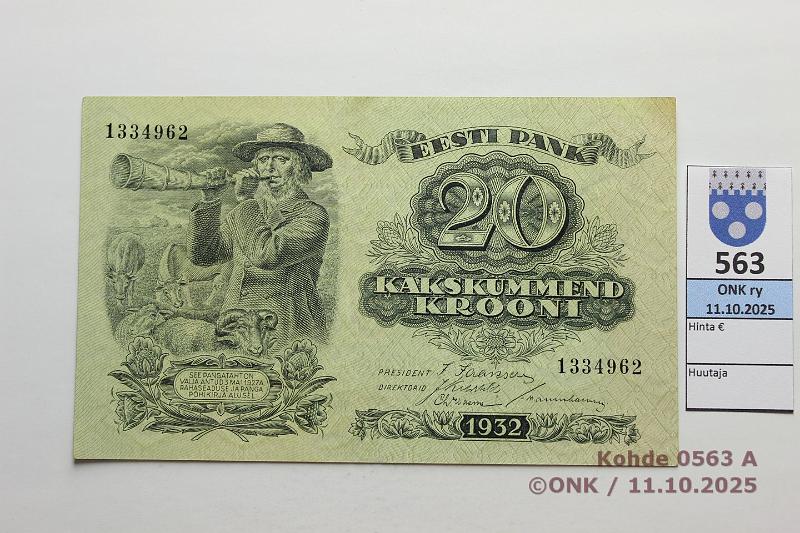 1334962
EESTI PANK
20
KAKSKÜMMEND
KROONI
SEE PANGATÄHT ON
VÄLJA ANTUD 3. MAI 1927 A.
RAHASEADUSE JA PANGA
PÕHIKIRJA ALUSEL
PRESIDENT J. Jaanson
DIREKTORID
1334962
1932
563
ONK ry
11.10.2025
Hinta €
Huutaja
Kohde 0563 A
©ONK / 11.10.2025